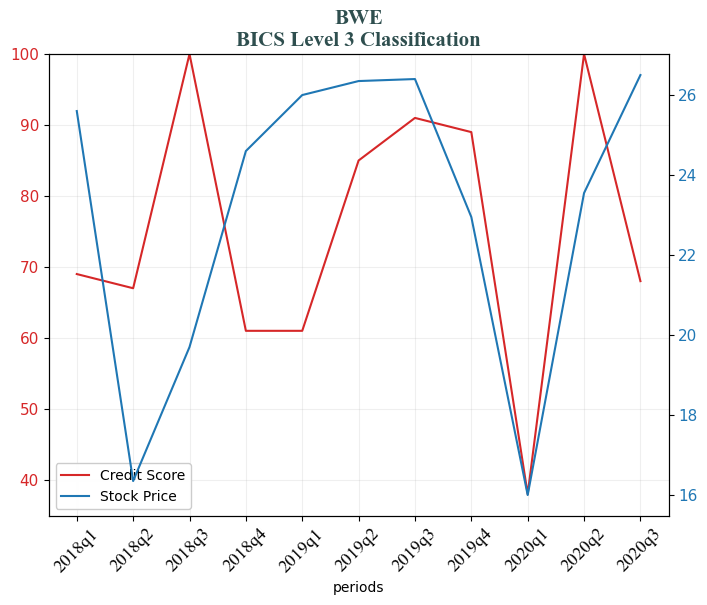 BWE
BICS Level 3 Classification
100
90
80
70
60
50
40
26
24
22
20
18
16
Credit Score
Stock Price
2018q1
2018q2
2018q3
2018q4
2019q1
2019q2
2019q3
2019q4
2020q1
2020q2
2020q3
periods